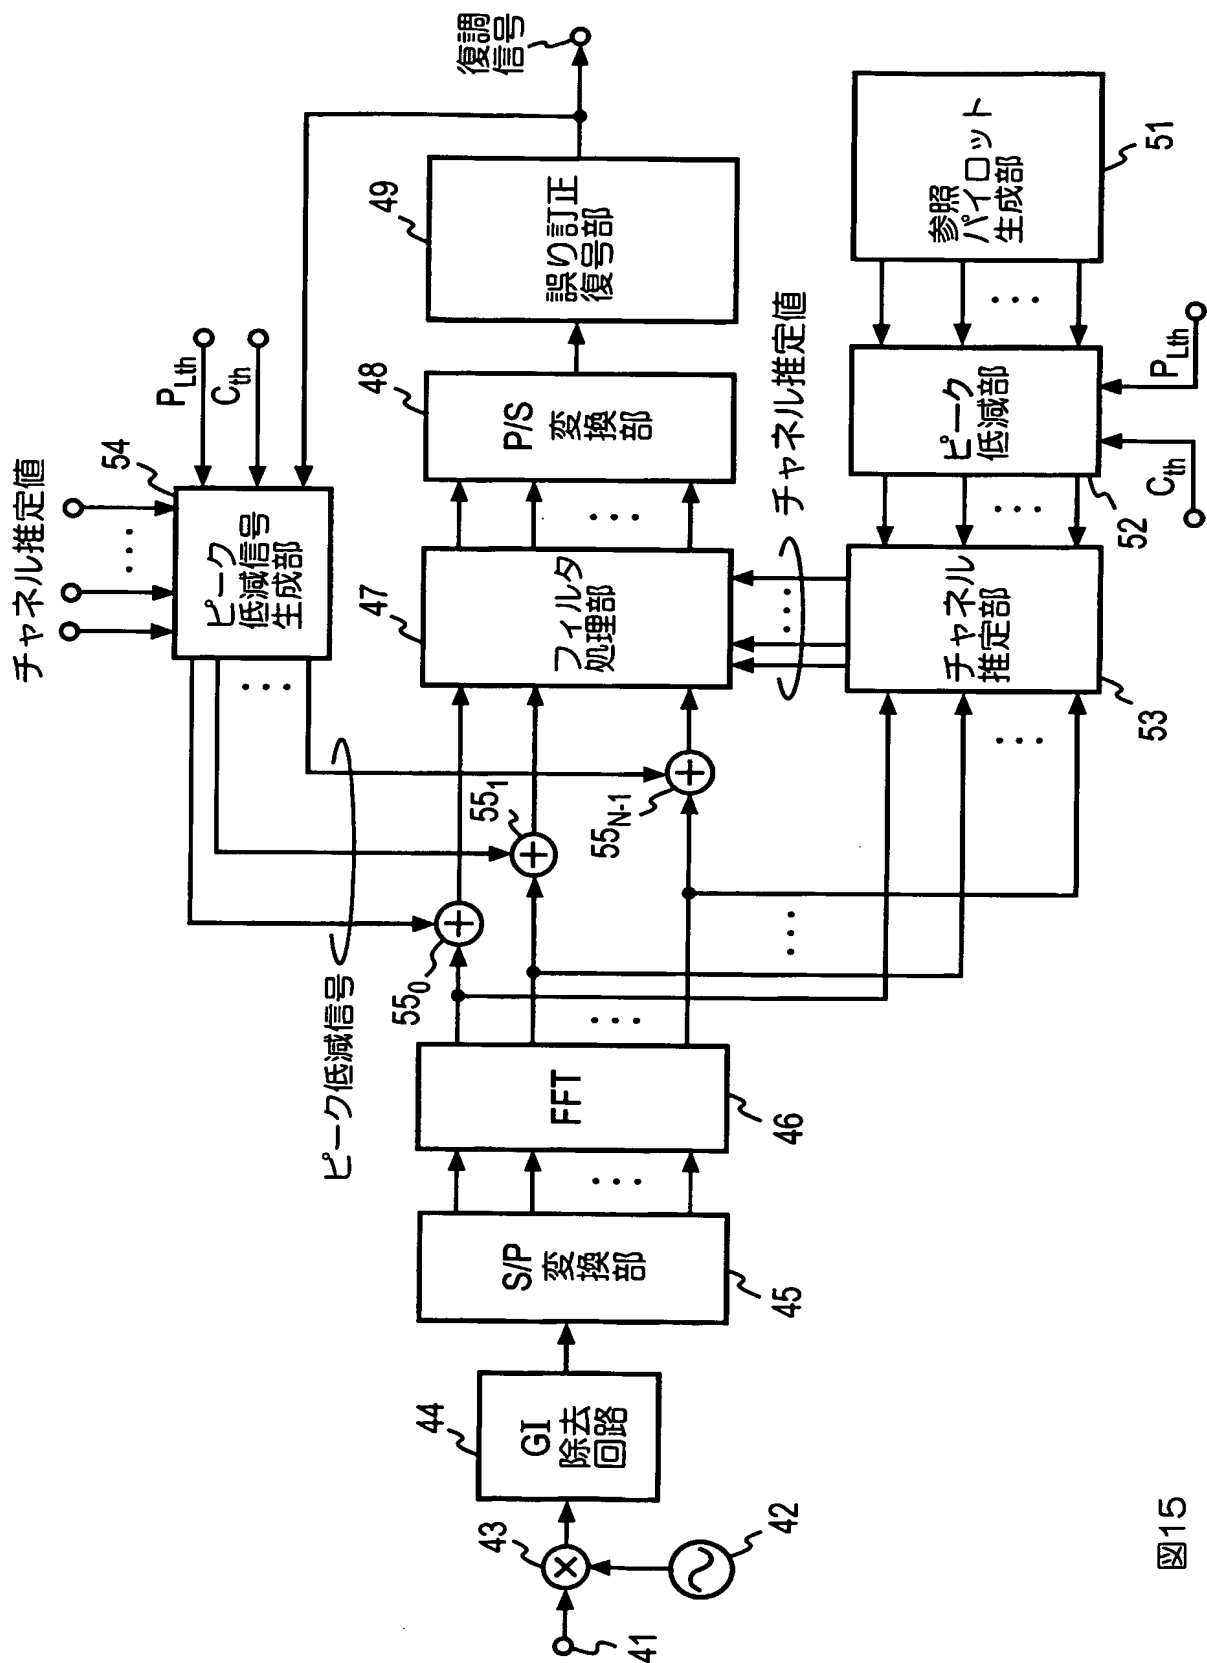 チャネル推定値
54
P_Lth
C_th
ピーク
低減信号
生成部
復調
信号
ピーク低減信号
55_0
55_1
55_N-1
41
43
42
44
GI
除去
回路
S/P
変換
部
45
FFT
46
47
フィルタ
処理部
48
P/S
変換
部
49
誤り訂正
復号部
チャネル推定値
チャネル
推定部
53
ピーク
低減部
52
C_th
P_Lth
参照
パイロット
生成部
51
図15